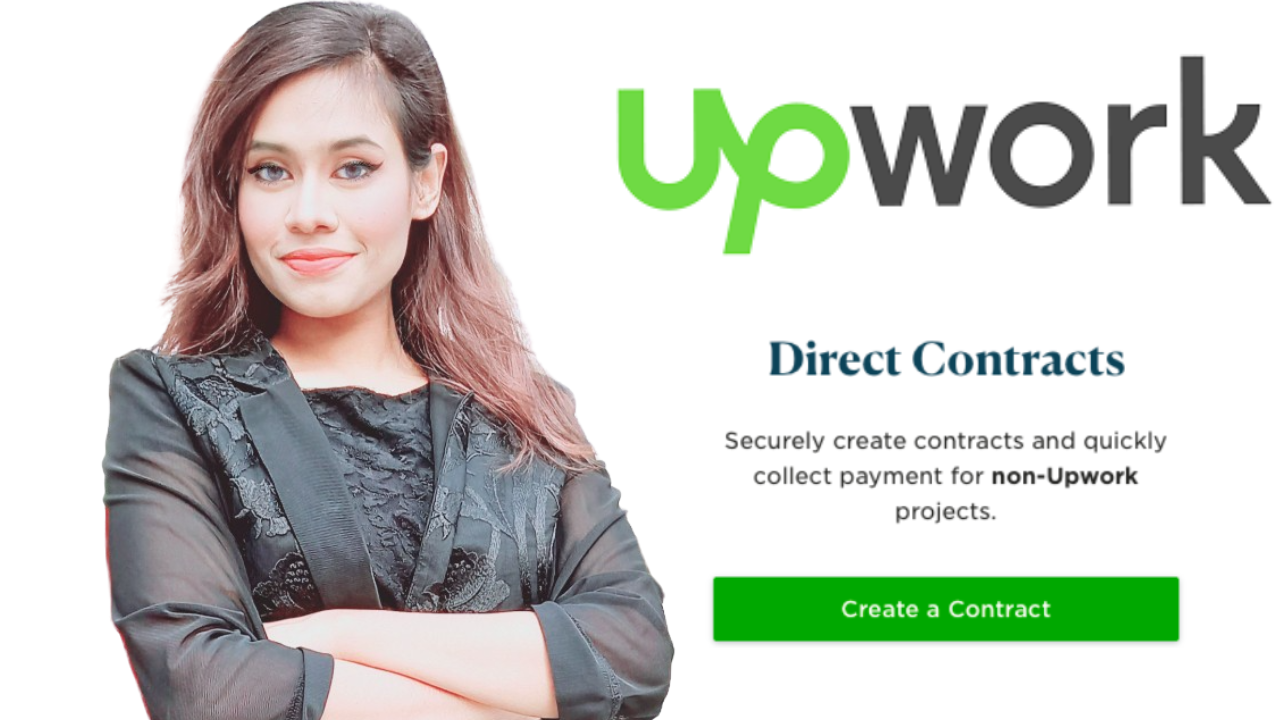 upwork
Direct Contracts
Securely create contracts and quickly
collect payment for non-Upwork
projects.
Create a Contract